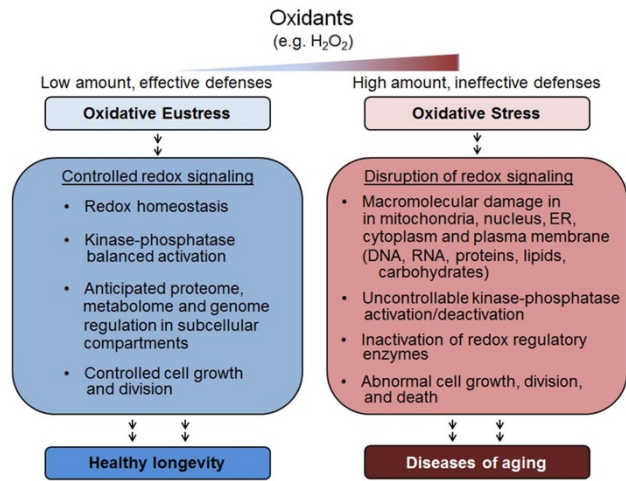 Oxidants
(e.g. H₂O₂)
Low amount, effective defenses
High amount, ineffective defenses
Oxidative Eustress
Oxidative Stress
Controlled redox signaling
• Redox homeostasis
• Kinase-phosphatase
balanced activation
• Anticipated proteome,
metabolome and genome
regulation in subcellular
compartments
• Controlled cell growth
and division
Disruption of redox signaling
• Macromolecular damage in
in mitochondria, nucleus, ER,
cytoplasm and plasma membrane
(DNA, RNA, proteins, lipids,
carbohydrates)
• Uncontrollable kinase-phosphatase
activation/deactivation
• Inactivation of redox regulatory
enzymes
• Abnormal cell growth, division,
and death
Healthy longevity
Diseases of aging